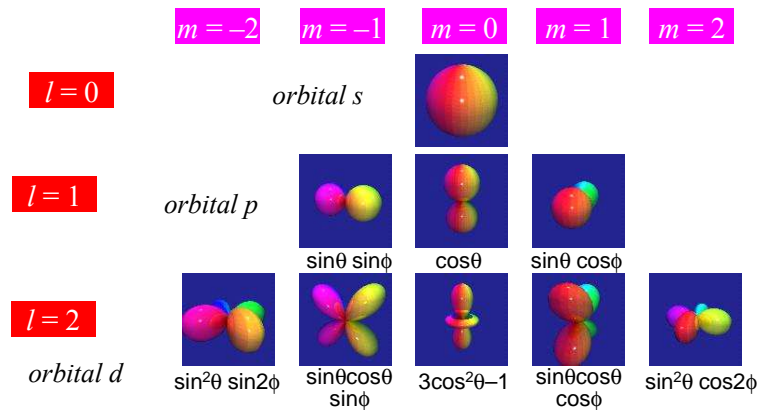 m = –2 m = –1 m = 0 m = 1 m = 2
l = 0 orbital s
l = 1 orbital p
sinθ sinϕ cosθ sinθ cosϕ
l = 2
orbital d
sin²θ sin2ϕ sinθcosθ 3cos²θ–1 sinθcosθ sin²θ cos2ϕ
sinϕ cosϕ